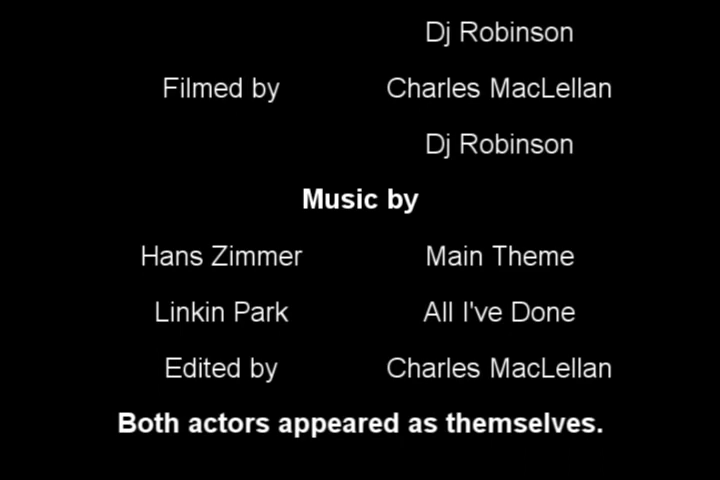 Dj Robinson
Filmed by Charles MacLellan
Dj Robinson
Music by
Hans Zimmer Main Theme
Linkin Park All I've Done
Edited by Charles MacLellan
Both actors appeared as themselves.